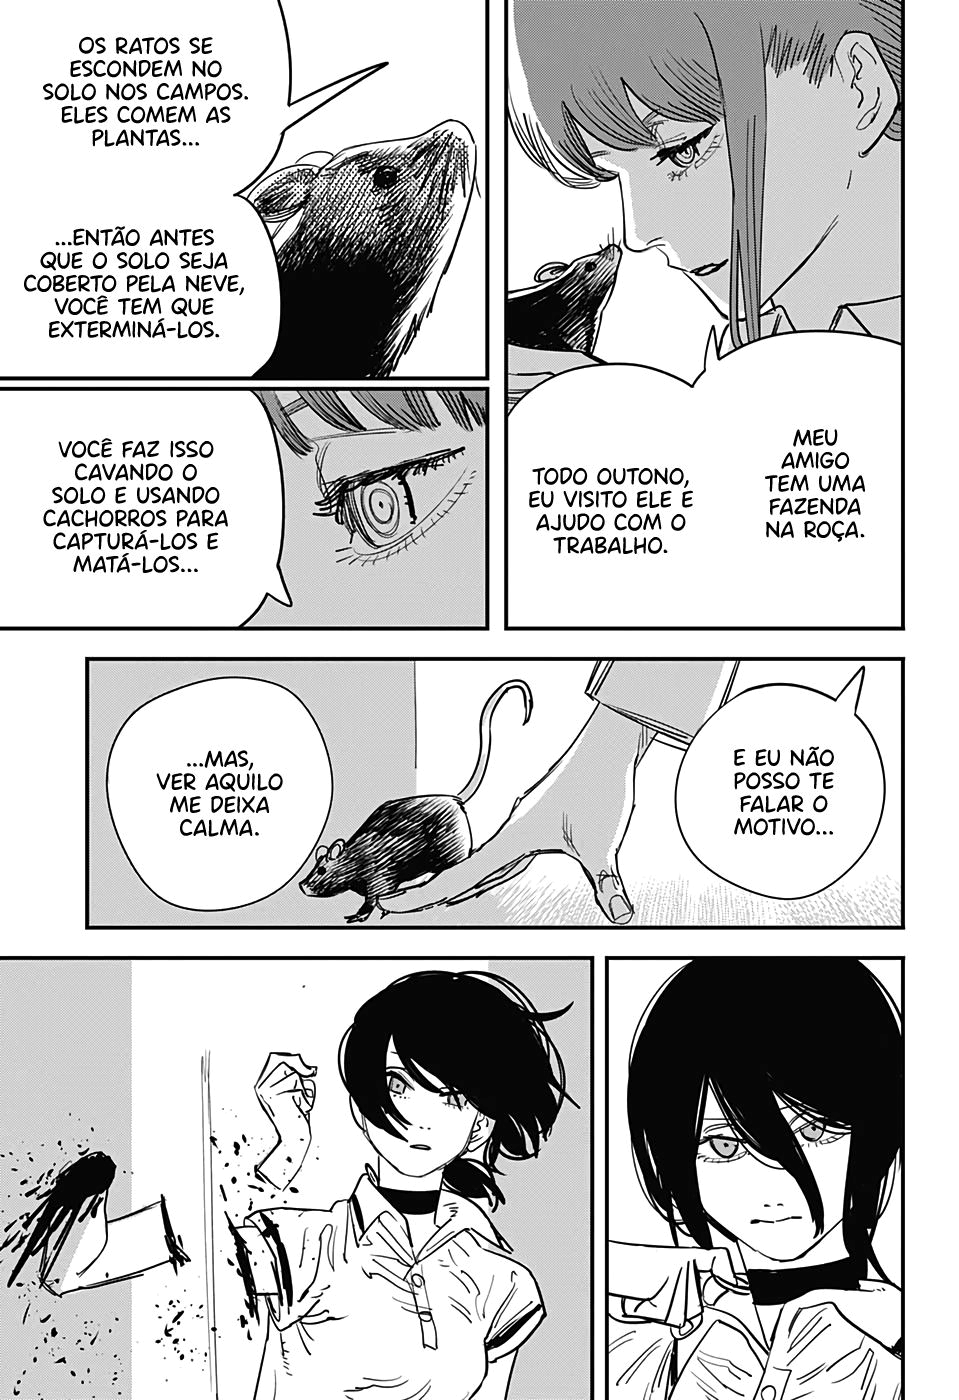 MEU
AMIGO
TEM UMA
FAZENDA
NA ROÇA.
TODO OUTONO,
EU VISITO ELE E
AJUDO COM O
TRABALHO.
OS RATOS SE
ESCONDEM NO
SOLO NOS CAMPOS.
ELES COMEM AS
PLANTAS...
...ENTÃO ANTES
QUE O SOLO SEJA
COBERTO PELA NEVE,
VOCÊ TEM QUE
EXTERMINÁ-LOS.
VOCÊ FAZ ISSO
CAVANDO O
SOLO E USANDO
CACHORROS PARA
CAPTURÁ-LOS E
MATÁ-LOS...
E EU NÃO
POSSO TE
FALAR O
MOTIVO...
...MAS,
VER AQUILO
ME DEIXA
CALMA.